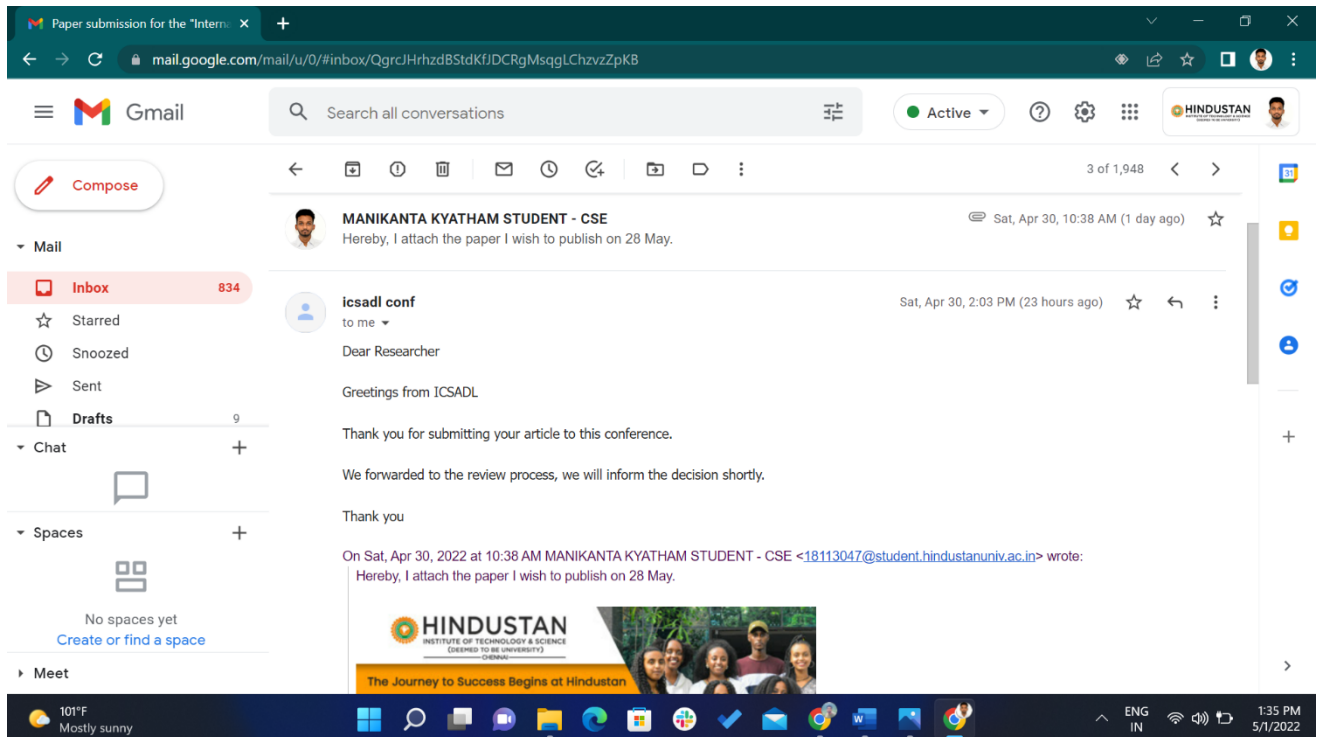 Paper submission for the "Interna
mail.google.com/mail/u/0/#inbox/QgrcJHrhzdBStdKfJDCRgMsqgLChzvzZpKB
Gmail
Search all conversations
Active
HINDUSTAN
Compose
3 of 1,948
31
MANIKANTA KYATHAM STUDENT - CSE
Sat, Apr 30, 10:38 AM (1 day ago)
Hereby, I attach the paper I wish to publish on 28 May.
Mail
Inbox 834
Starred
Snoozed
Sent
Drafts 9
Chat
Spaces
No spaces yet
Create or find a space
Meet
icsadl conf
Sat, Apr 30, 2:03 PM (23 hours ago)
to me
Dear Researcher
Greetings from ICSADL
Thank you for submitting your article to this conference.
We forwarded to the review process, we will inform the decision shortly.
Thank you
On Sat, Apr 30, 2022 at 10:38 AM MANIKANTA KYATHAM STUDENT - CSE <18113047@student.hindustanuniv.ac.in> wrote:
Hereby, I attach the paper I wish to publish on 28 May.
HINDUSTAN
INSTITUTE OF TECHNOLOGY & SCIENCE
(DEEMED TO BE UNIVERSITY)
CHENNAI
The Journey to Success Begins at Hindustan
101°F
Mostly sunny
ENG
IN
1:35 PM
5/1/2022